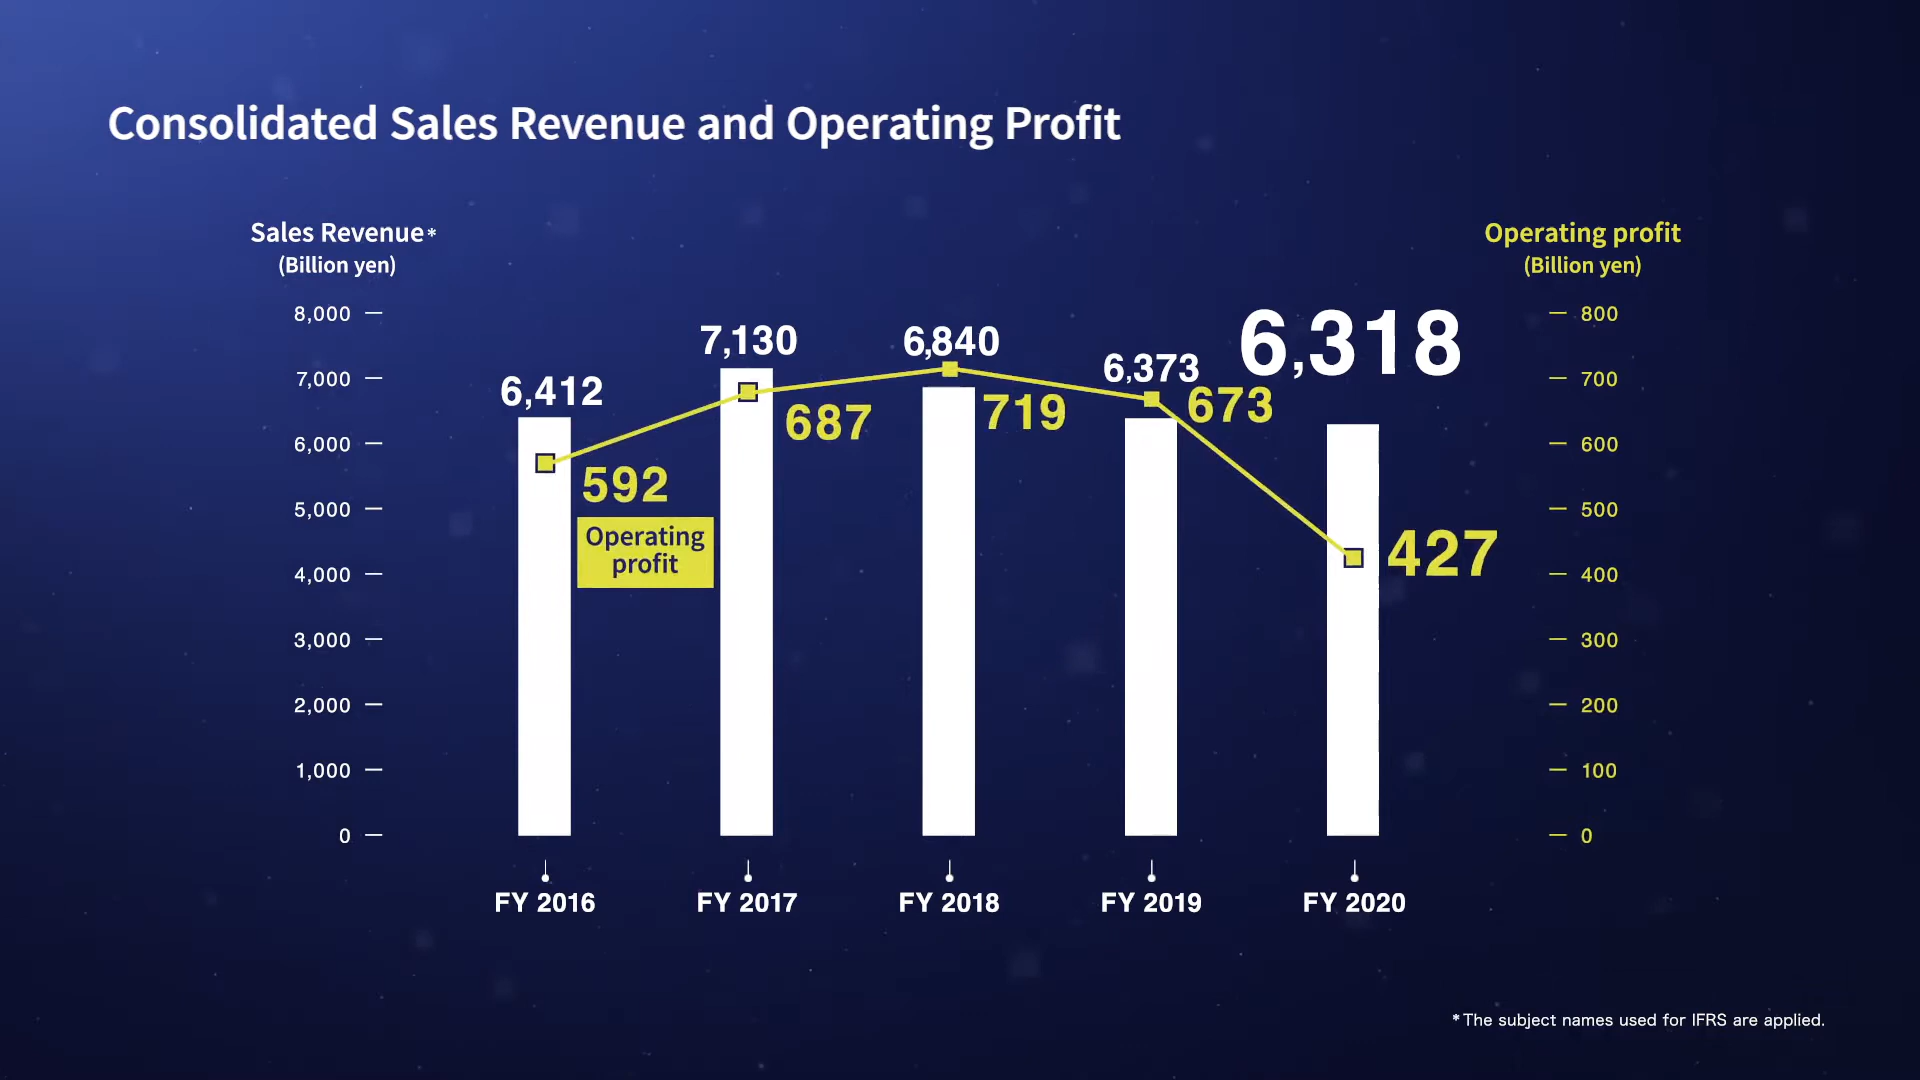 Consolidated Sales Revenue and Operating Profit
Sales Revenue*
(Billion yen)
Operating profit
(Billion yen)
8,000
7,000
6,000
5,000
4,000
3,000
2,000
1,000
0
6,412
7,130
6,840
6,373
6,318
592
687
719
673
427
Operating
profit
800
700
600
500
400
300
200
100
0
FY 2016
FY 2017
FY 2018
FY 2019
FY 2020
*The subject names used for IFRS are applied.